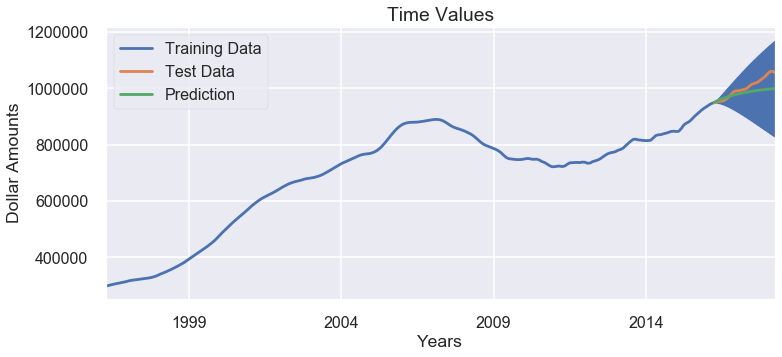 Time Values
1200000
1000000
800000
600000
400000
Dollar Amounts
Training Data
Test Data
Prediction
1999
2004
2009
2014
Years